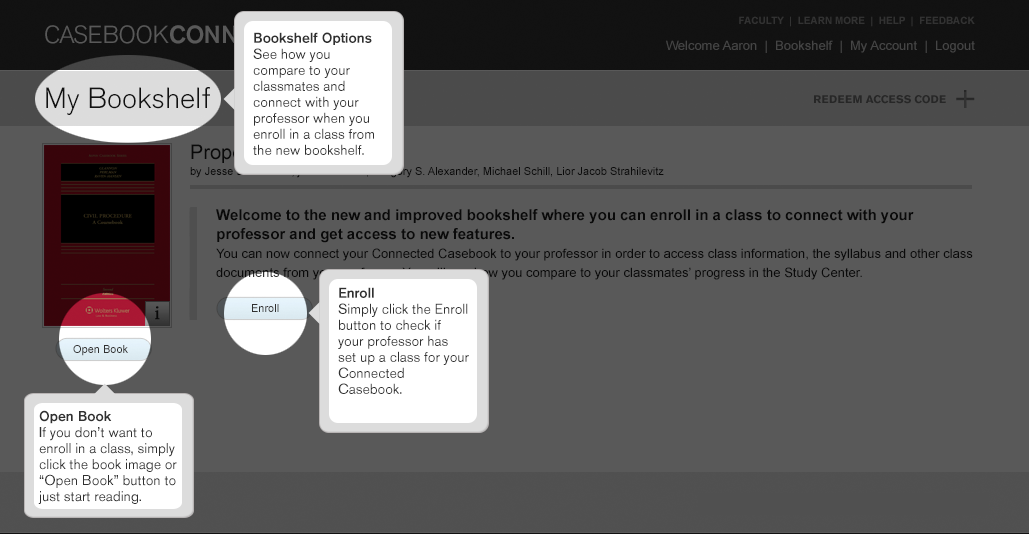 CASEBOOKCONN
FACULTY | LEARN MORE | HELP | FEEDBACK
Welcome Aaron | Bookshelf | My Account | Logout
My Bookshelf
REDEEM ACCESS CODE
Bookshelf Options
See how you
compare to your
classmates and
connect with your
professor when you
enroll in a class from
the new bookshelf.
Prop
by Jesse S. Alexander, Michael Schill, Lior Jacob Strahilevitz
CIVIL PROCEDURE
A Coursebook
Wolters Kluwer
i
Open Book
Welcome to the new and improved bookshelf where you can enroll in a class to connect with your
professor and get access to new features.
You can now connect your Connected Casebook to your professor in order to access class information, the syllabus and other class
documents from you compare to your classmates' progress in the Study Center.
Enroll
Enroll
Simply click the Enroll
button to check if
your professor has
set up a class for your
Connected
Casebook.
Open Book
If you don't want to
enroll in a class, simply
click the book image or
“Open Book” button to
just start reading.